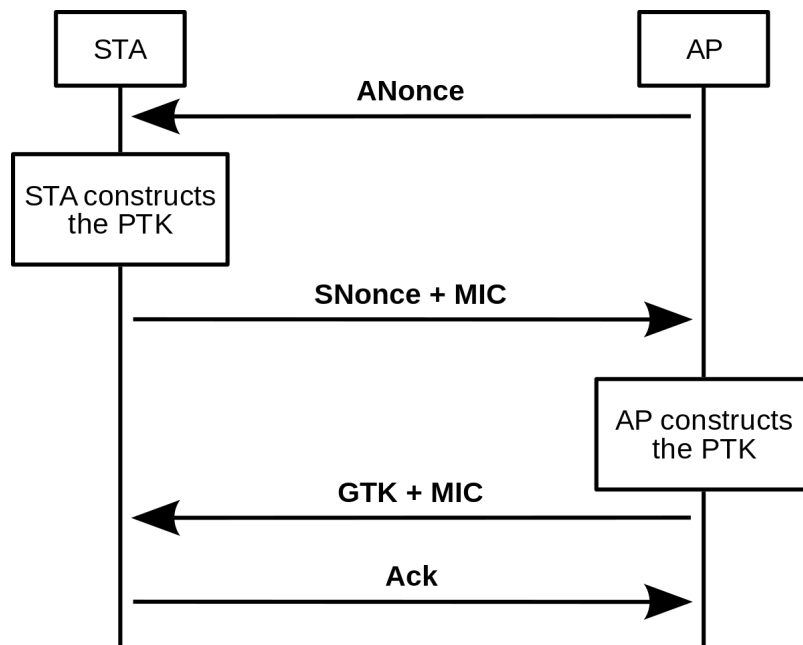 STA
AP
ANonce
STA constructs
the PTK
SNonce + MIC
AP constructs
the PTK
GTK + MIC
Ack